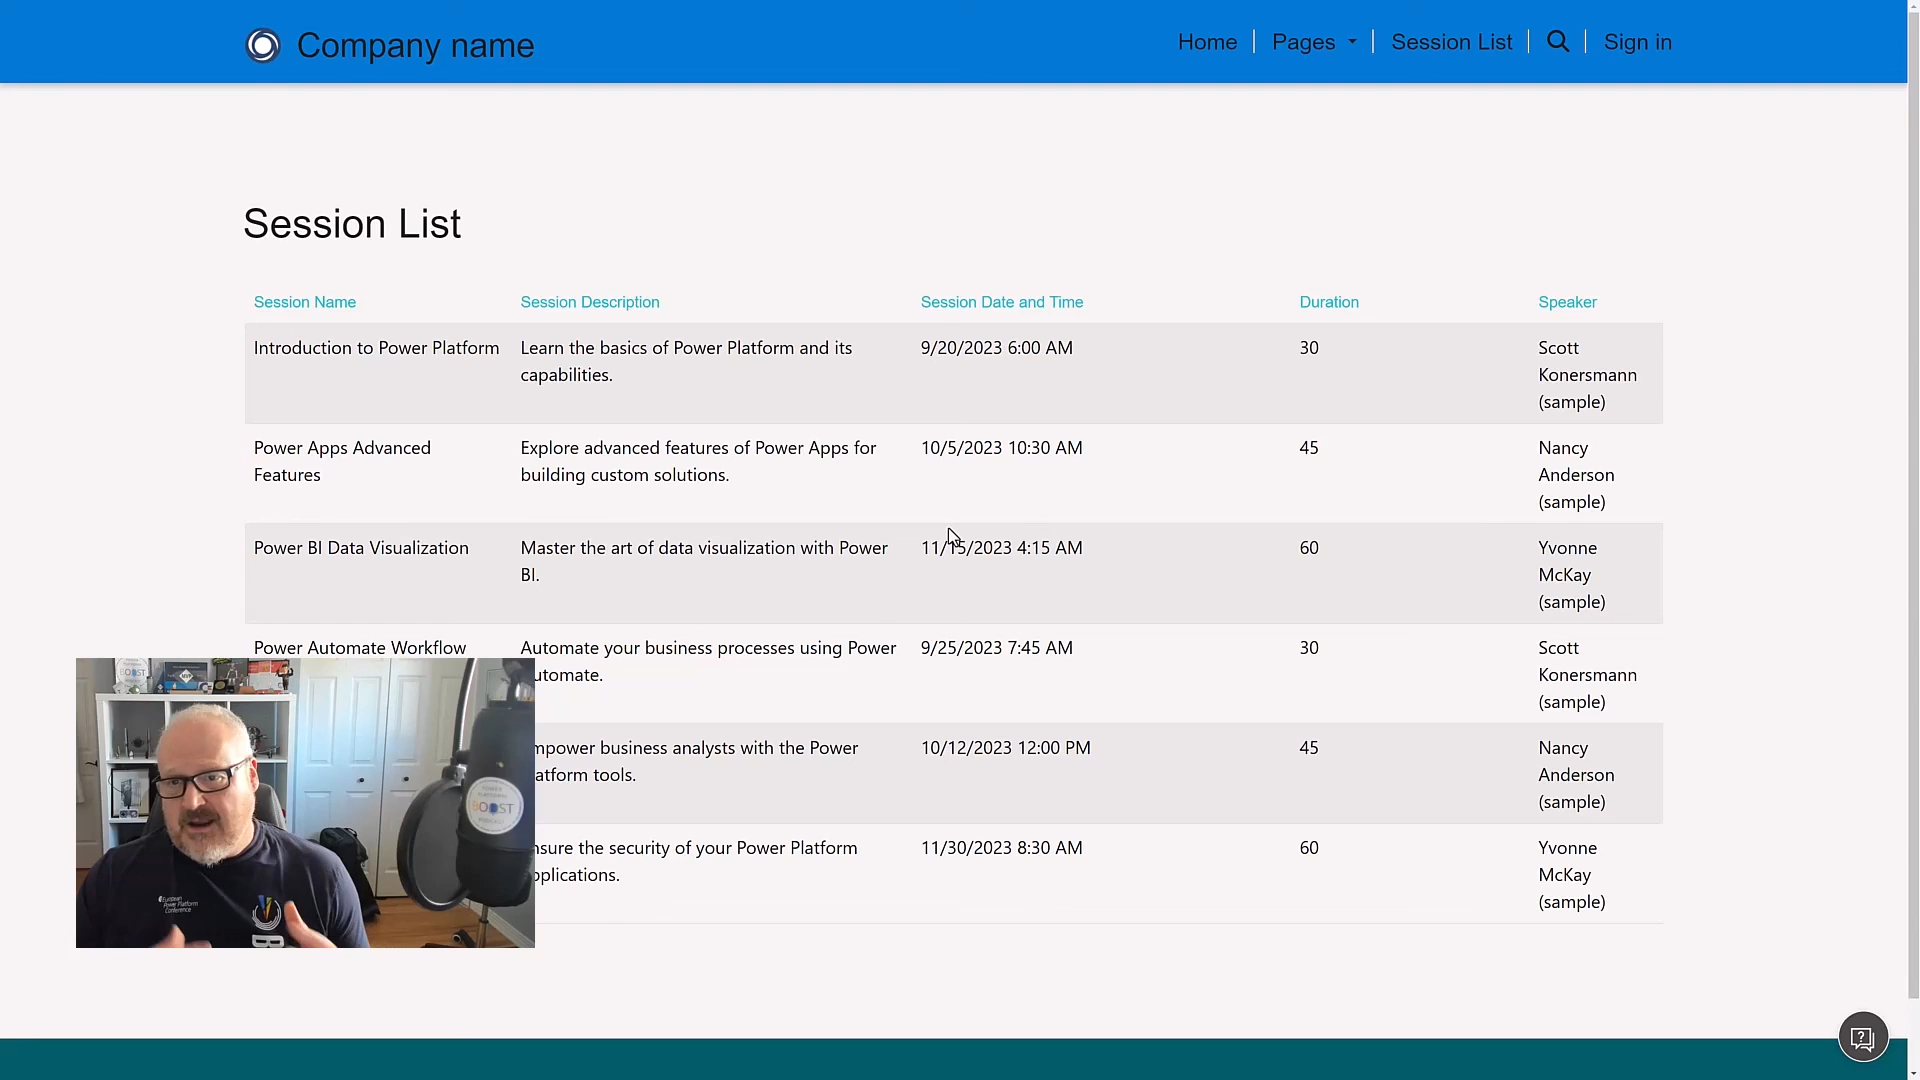 Company name
Home
Pages
Session List
Sign in
Session List
Session Name Session Description Session Date and Time Duration Speaker
Introduction to Power Platform
Learn the basics of Power Platform and its
capabilities.
9/20/2023 6:00 AM
30
Scott
Konersmann
(sample)
Power Apps Advanced
Features
Explore advanced features of Power Apps for
building custom solutions.
10/5/2023 10:30 AM
45
Nancy
Anderson
(sample)
Power BI Data Visualization
Master the art of data visualization with Power
BI.
11/15/2023 4:15 AM
60
Yvonne
McKay
(sample)
Power Automate Workflow
Automate your business processes using Power
utomate.
9/25/2023 7:45 AM
30
Scott
Konersmann
(sample)
mpower business analysts with the Power
atform tools.
10/12/2023 12:00 PM
45
Nancy
Anderson
(sample)
nsure the security of your Power Platform
pplications.
11/30/2023 8:30 AM
60
Yvonne
McKay
(sample)
BOOST
European
Power Platform
Conference